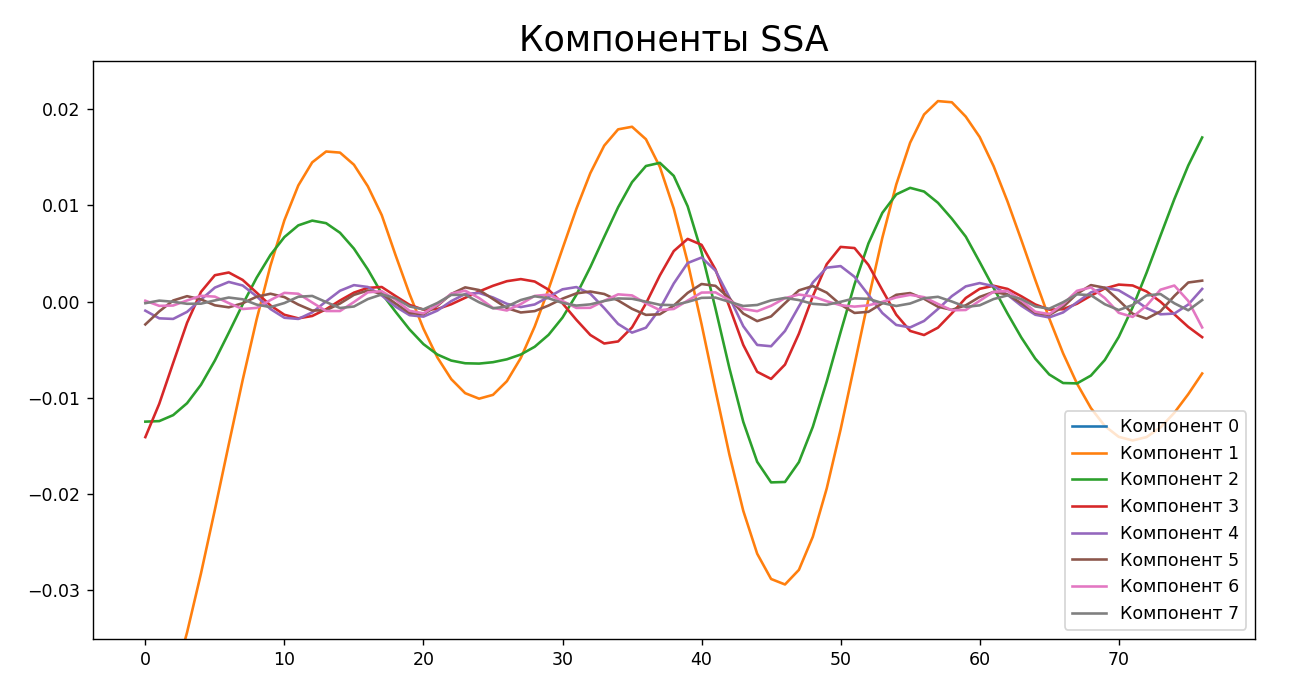 Компоненты SSA
0.02
0.01
0.00
−0.01
−0.02
−0.03
0 10 20 30 40 50 60 70
Компонент 0
Компонент 1
Компонент 2
Компонент 3
Компонент 4
Компонент 5
Компонент 6
Компонент 7